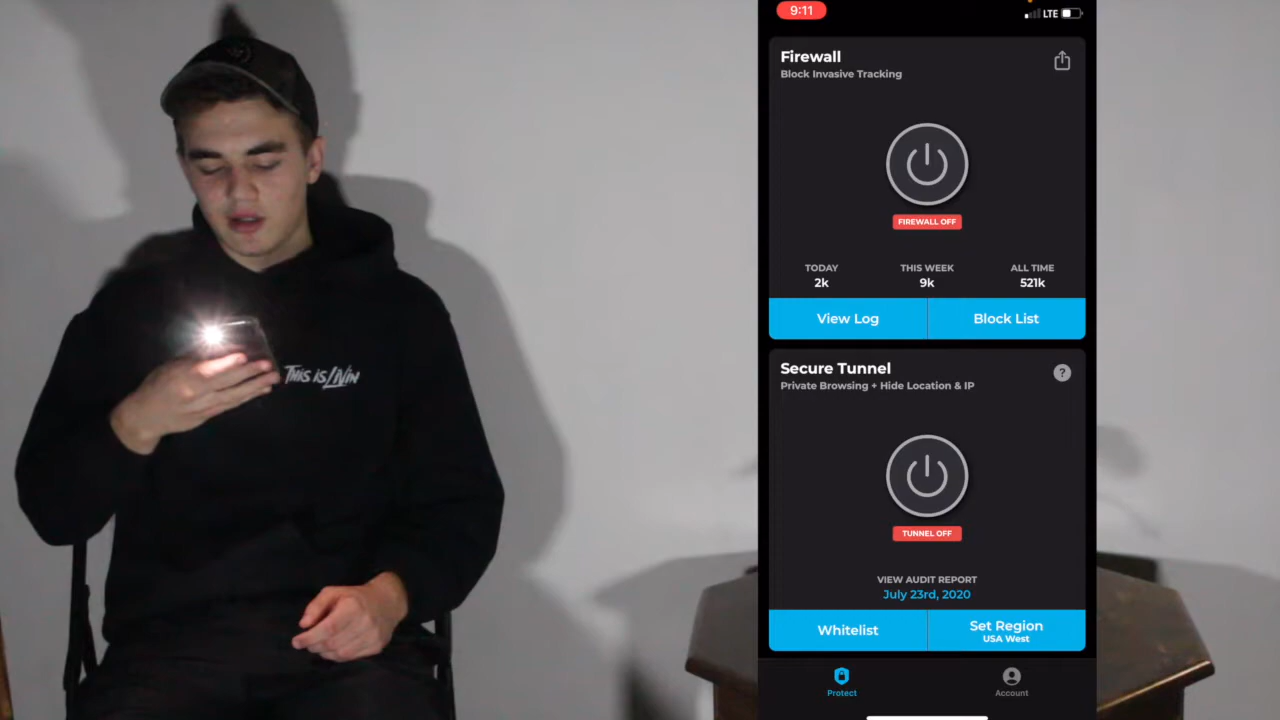 THIS IS LIVIN
9:11
LTE
Firewall
Block Invasive Tracking
FIREWALL OFF
TODAY THIS WEEK ALL TIME
2k 9k 521k
View Log Block List
Secure Tunnel
Private Browsing + Hide Location & IP
?
TUNNEL OFF
VIEW AUDIT REPORT
July 23rd, 2020
Whitelist Set Region
USA West
Protect Account